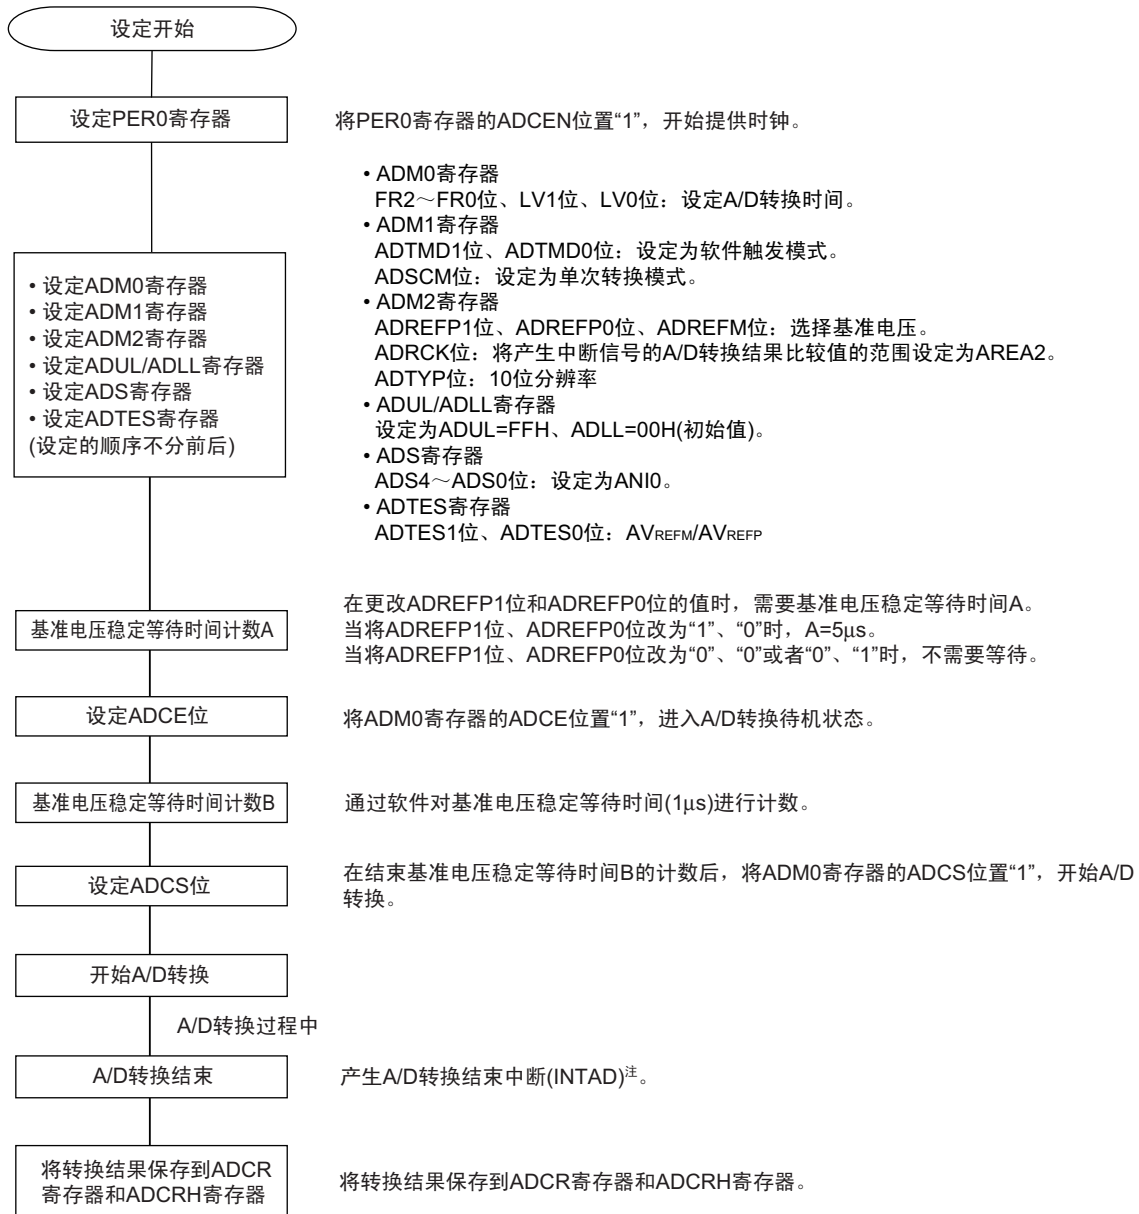 设定开始
设定PER0寄存器
将PER0寄存器的ADCEN位置“1”，开始提供时钟。
• 设定ADM0寄存器
• 设定ADM1寄存器
• 设定ADM2寄存器
• 设定ADUL/ADLL寄存器
• 设定ADS寄存器
• 设定ADTES寄存器
(设定的顺序不分前后)
• ADM0寄存器
FR2～FR0位、LV1位、LV0位：设定A/D转换时间。
• ADM1寄存器
ADTMD1位、ADTMD0位：设定为软件触发模式。
ADSCM位：设定为单次转换模式。
• ADM2寄存器
ADREFP1位、ADREFP0位、ADREFM位：选择基准电压。
ADRCK位：将产生中断信号的A/D转换结果比较值的范围设定为AREA2。
ADTYP位：10位分辨率
• ADUL/ADLL寄存器
设定为ADUL=FFH、ADLL=00H(初始值)。
• ADS寄存器
ADS4～ADS0位：设定为ANI0。
• ADTES寄存器
ADTES1位、ADTES0位：AVREFM/AVREFP
基准电压稳定等待时间计数A
在更改ADREFP1位和ADREFP0位的值时，需要基准电压稳定等待时间A。
当将ADREFP1位、ADREFP0位改为“1”、“0”时，A=5μs。
当将ADREFP1位、ADREFP0位改为“0”、“0”或者“0”、“1”时，不需要等待。
设定ADCE位
将ADM0寄存器的ADCE位置“1”，进入A/D转换待机状态。
基准电压稳定等待时间计数B
通过软件对基准电压稳定等待时间(1μs)进行计数。
设定ADCS位
在结束基准电压稳定等待时间B的计数后，将ADM0寄存器的ADCS位置“1”，开始A/D
转换。
开始A/D转换
A/D转换过程中
A/D转换结束
产生A/D转换结束中断(INTAD)注。
将转换结果保存到ADCR
寄存器和ADCRH寄存器
将转换结果保存到ADCR寄存器和ADCRH寄存器。